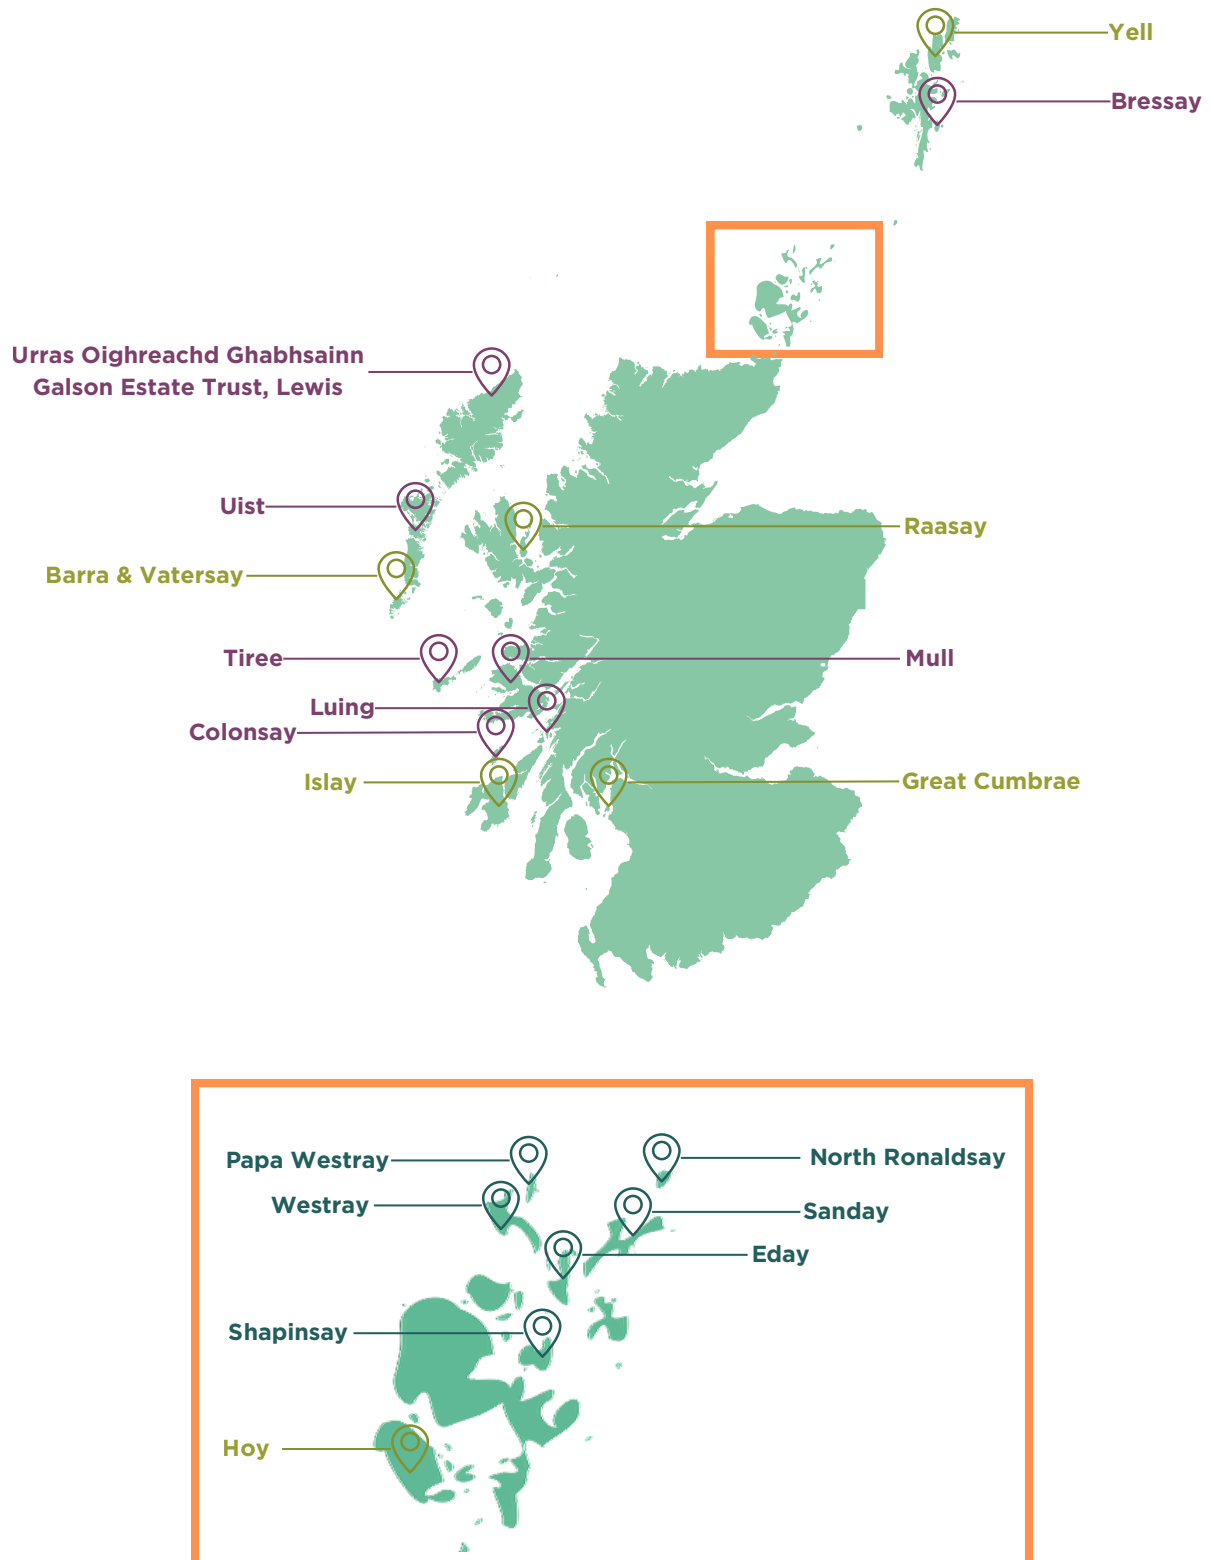 Yell
Bressay
Urras Oighreachd Ghabhsainn
Galson Estate Trust, Lewis
Uist
Raasay
Barra & Vatersay
Tiree
Mull
Luing
Colonsay
Islay
Great Cumbrae
Papa Westray
North Ronaldsay
Westray
Sanday
Eday
Shapinsay
Hoy